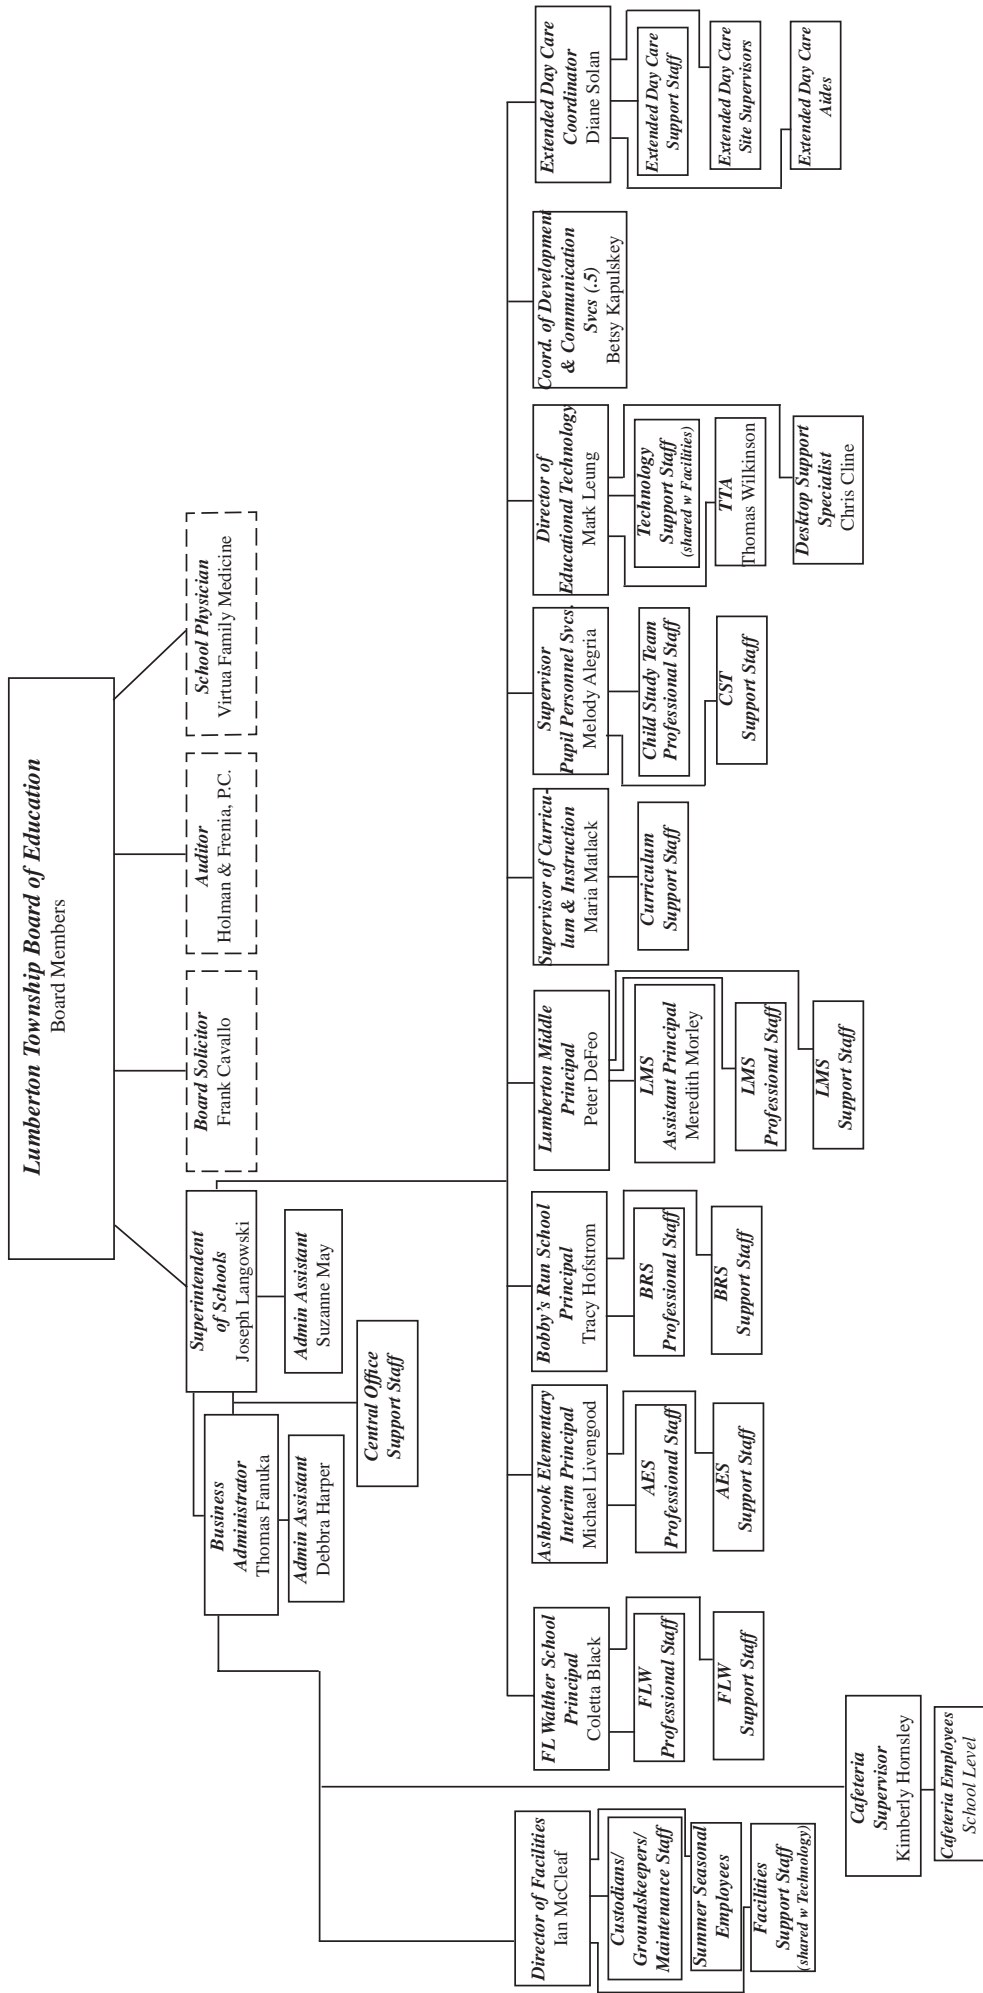 Lumberton Township Board of Education
Board Members
Superintendent
of Schools
Joseph Langowski
Board Solicitor
Frank Cavallo
Auditor
Holman & Frenia, P.C.
School Physician
Virtua Family Medicine
Business
Administrator
Thomas Fanuka
Admin Assistant
Suzanne May
Admin Assistant
Debbra Harper
Central Office
Support Staff
Director of Facilities
Ian McCleaf
Custodians/
Groundskeepers/
Maintenance Staff
Summer Seasonal
Employees
Facilities
Support Staff
(shared w Technology)
Cafeteria
Supervisor
Kimberly Hornsley
Cafeteria Employees
School Level
FL Walther School
Principal
Coletta Black
FLW
Professional Staff
FLW
Support Staff
Ashbrook Elementary
Interim Principal
Michael Livengood
AES
Professional Staff
AES
Support Staff
Bobby's Run School
Principal
Tracy Hofstrom
BRS
Professional Staff
BRS
Support Staff
Lumberton Middle
Principal
Peter DeFeo
LMS
Assistant Principal
Meredith Morley
LMS
Professional Staff
LMS
Support Staff
Supervisor of Curricu-
lum & Instruction
Maria Matlack
Curriculum
Support Staff
Supervisor
Pupil Personnel Svcs.
Melody Alegria
Child Study Team
Professional Staff
CST
Support Staff
Director of
Educational Technology
Mark Leung
Technology
Support Staff
(shared w Facilities)
TTA
Thomas Wilkinson
Desktop Support
Specialist
Chris Cline
Coord. of Development
& Communication
Svcs (.5)
Betsy Kapulskey
Extended Day Care
Coordinator
Diane Solan
Extended Day Care
Support Staff
Extended Day Care
Site Supervisors
Extended Day Care
Aides